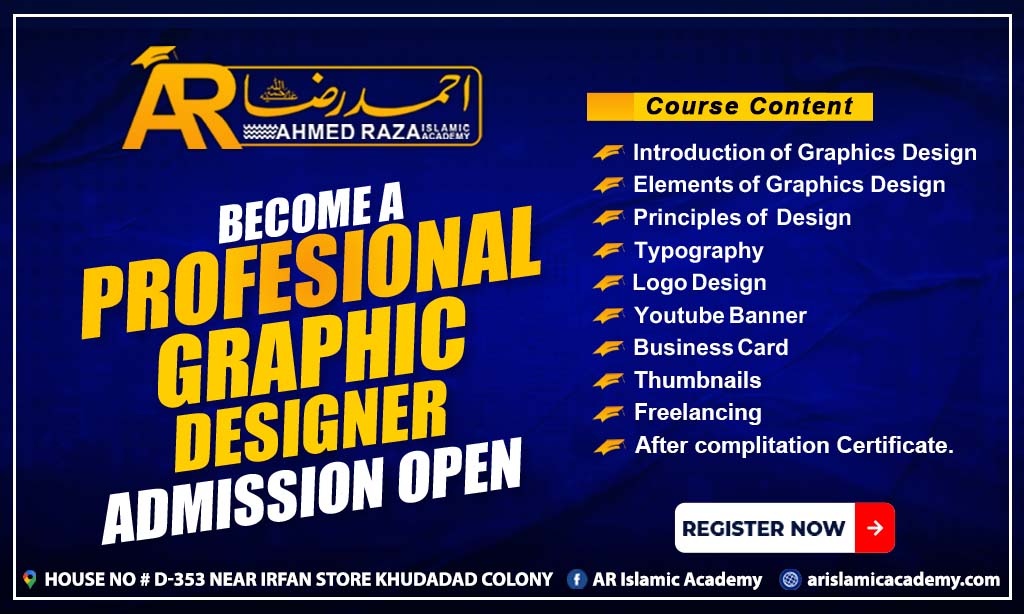 AR
احمد رضا
AHMED RAZA ISLAMIC ACADEMY
BECOME A
PROFESIONAL
GRAPHIC
DESIGNER
ADMISSION OPEN
Course Content
Introduction of Graphics Design
Elements of Graphics Design
Principles of Design
Typography
Logo Design
Youtube Banner
Business Card
Thumbnails
Freelancing
After complitation Certificate.
REGISTER NOW
HOUSE NO # D-353 NEAR IRFAN STORE KHUDADAD COLONY
AR Islamic Academy
arislamicacademy.com